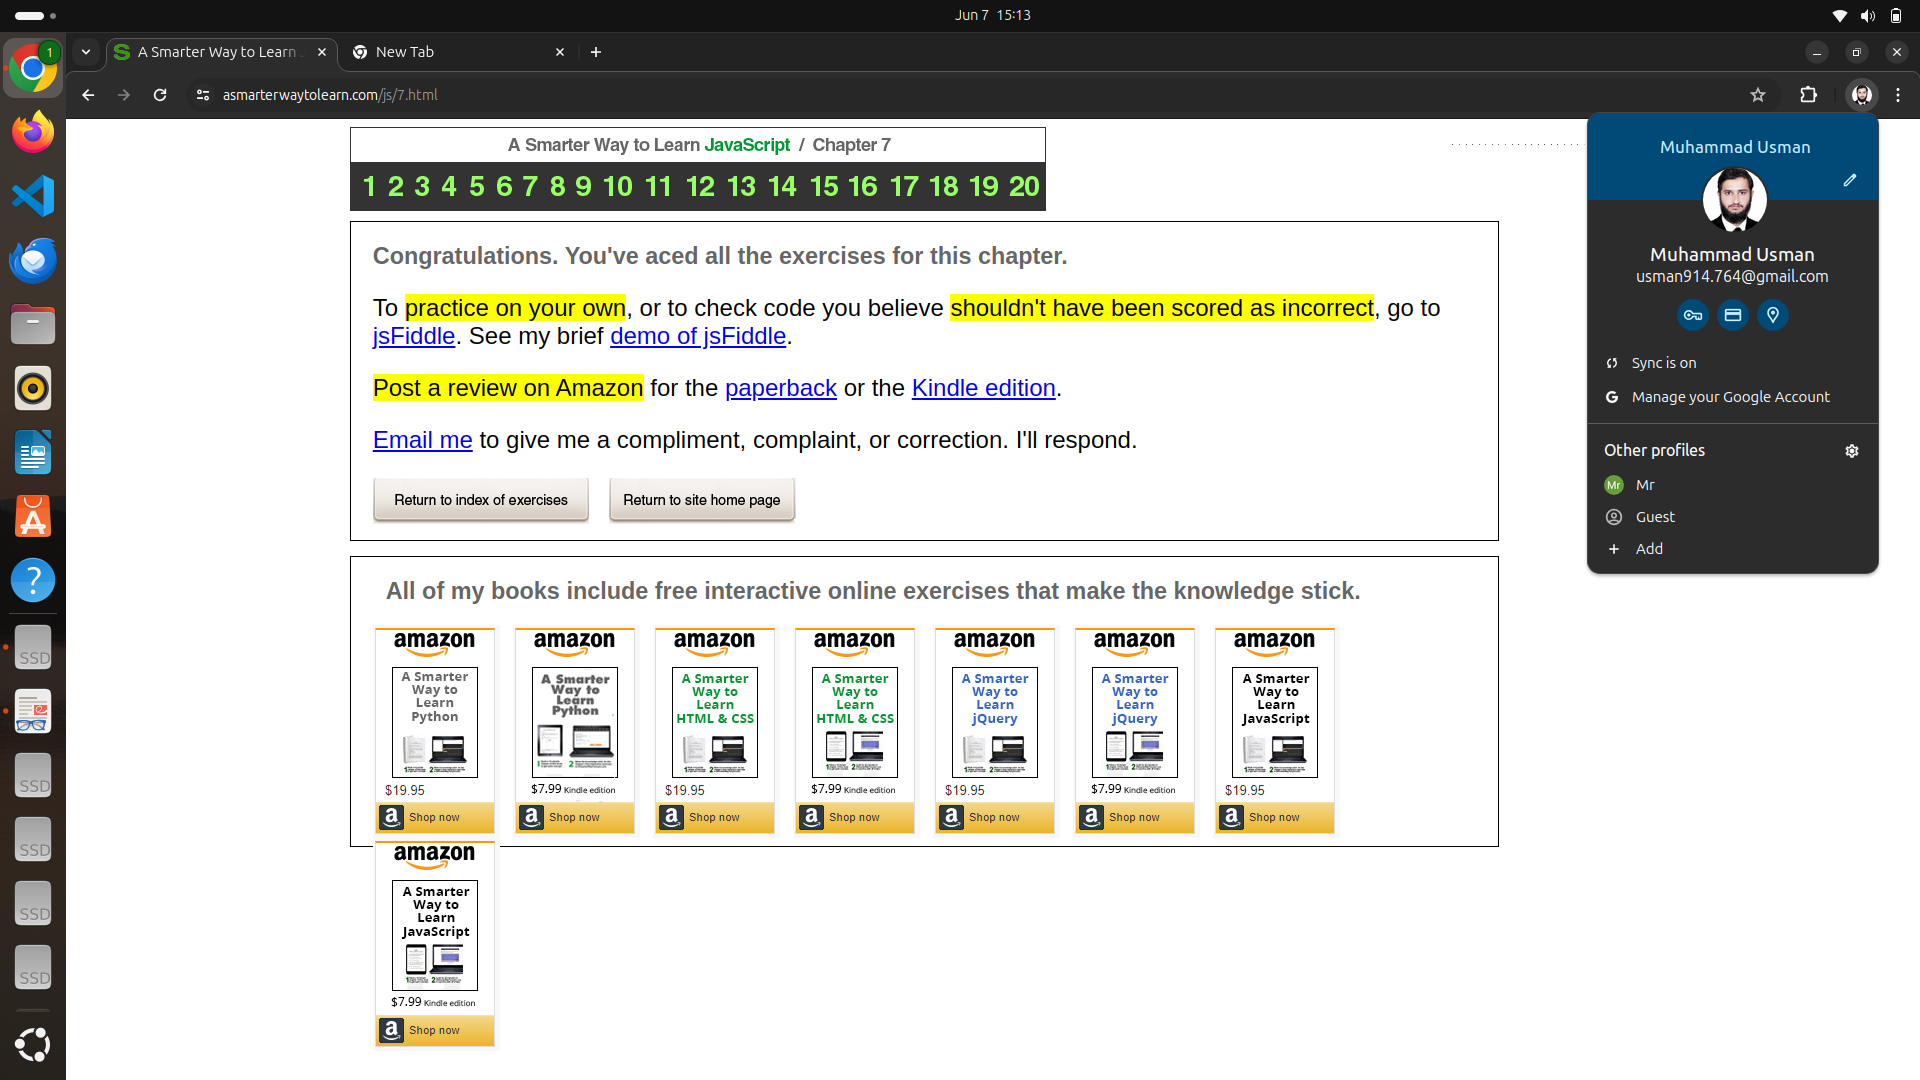 Jun 7 15:13
1
A Smarter Way to Learn
New Tab
asmarterwaytolearn.com/js/7.html
A Smarter Way to Learn JavaScript / Chapter 7
1 2 3 4 5 6 7 8 9 10 11 12 13 14 15 16 17 18 19 20
Congratulations. You've aced all the exercises for this chapter.
To practice on your own, or to check code you believe shouldn't have been scored as incorrect, go to
jsFiddle. See my brief demo of jsFiddle.
Post a review on Amazon for the paperback or the Kindle edition.
Email me to give me a compliment, complaint, or correction. I'll respond.
Return to index of exercises
Return to site home page
All of my books include free interactive online exercises that make the knowledge stick.
amazon
A Smarter
Way to
Learn
Python
$19.95
Shop now
amazon
A Smarter
Way to
Learn
Python
$7.99 Kindle edition
Shop now
amazon
A Smarter
Way to
Learn
HTML & CSS
$19.95
Shop now
amazon
A Smarter
Way to
Learn
HTML & CSS
$7.99 Kindle edition
Shop now
amazon
A Smarter
Way to
Learn
jQuery
$19.95
Shop now
amazon
A Smarter
Way to
Learn
jQuery
$7.99 Kindle edition
Shop now
amazon
A Smarter
Way to
Learn
JavaScript
$19.95
Shop now
amazon
A Smarter
Way to
Learn
JavaScript
$7.99 Kindle edition
Shop now
Muhammad Usman
Muhammad Usman
usman914.764@gmail.com
Sync is on
Manage your Google Account
Other profiles
Mr Mr
Guest
Add
SSD
SSD
SSD
SSD
SSD